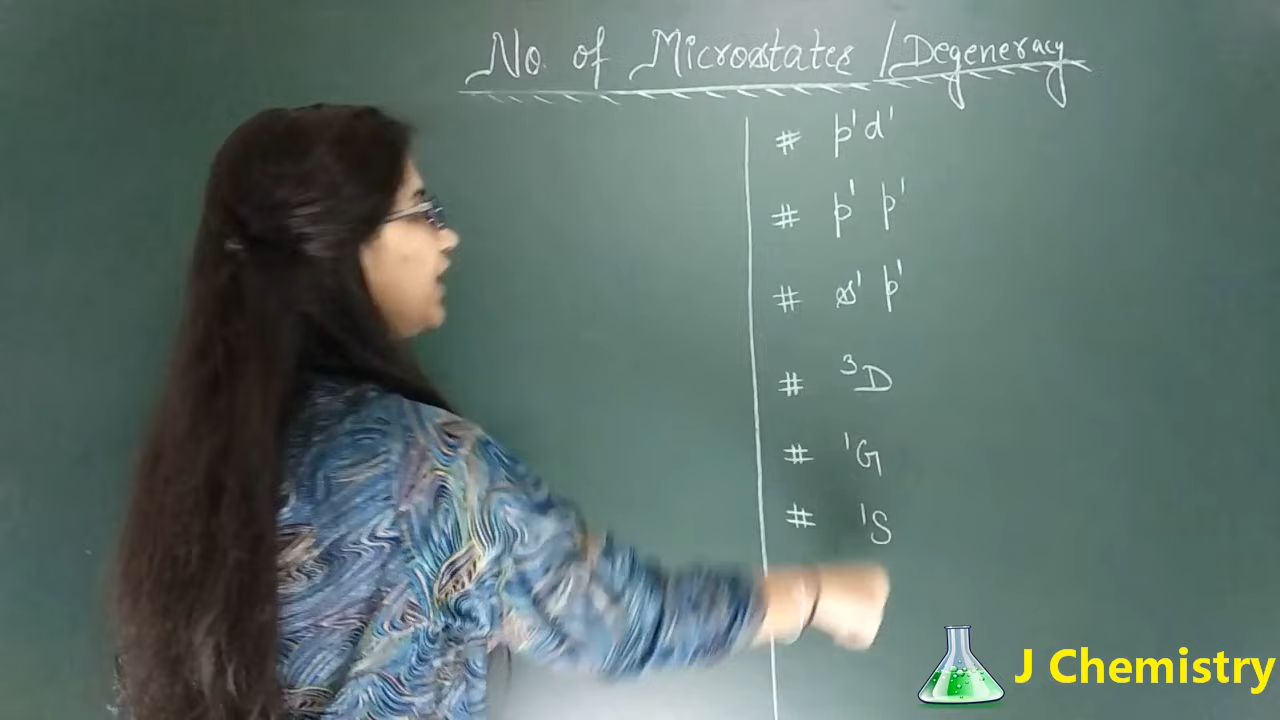 No. of Microstates / Degeneracy
# p¹d¹
# p¹ p¹
# s¹ p¹
# ³D
# ¹G
# ¹S
J Chemistry